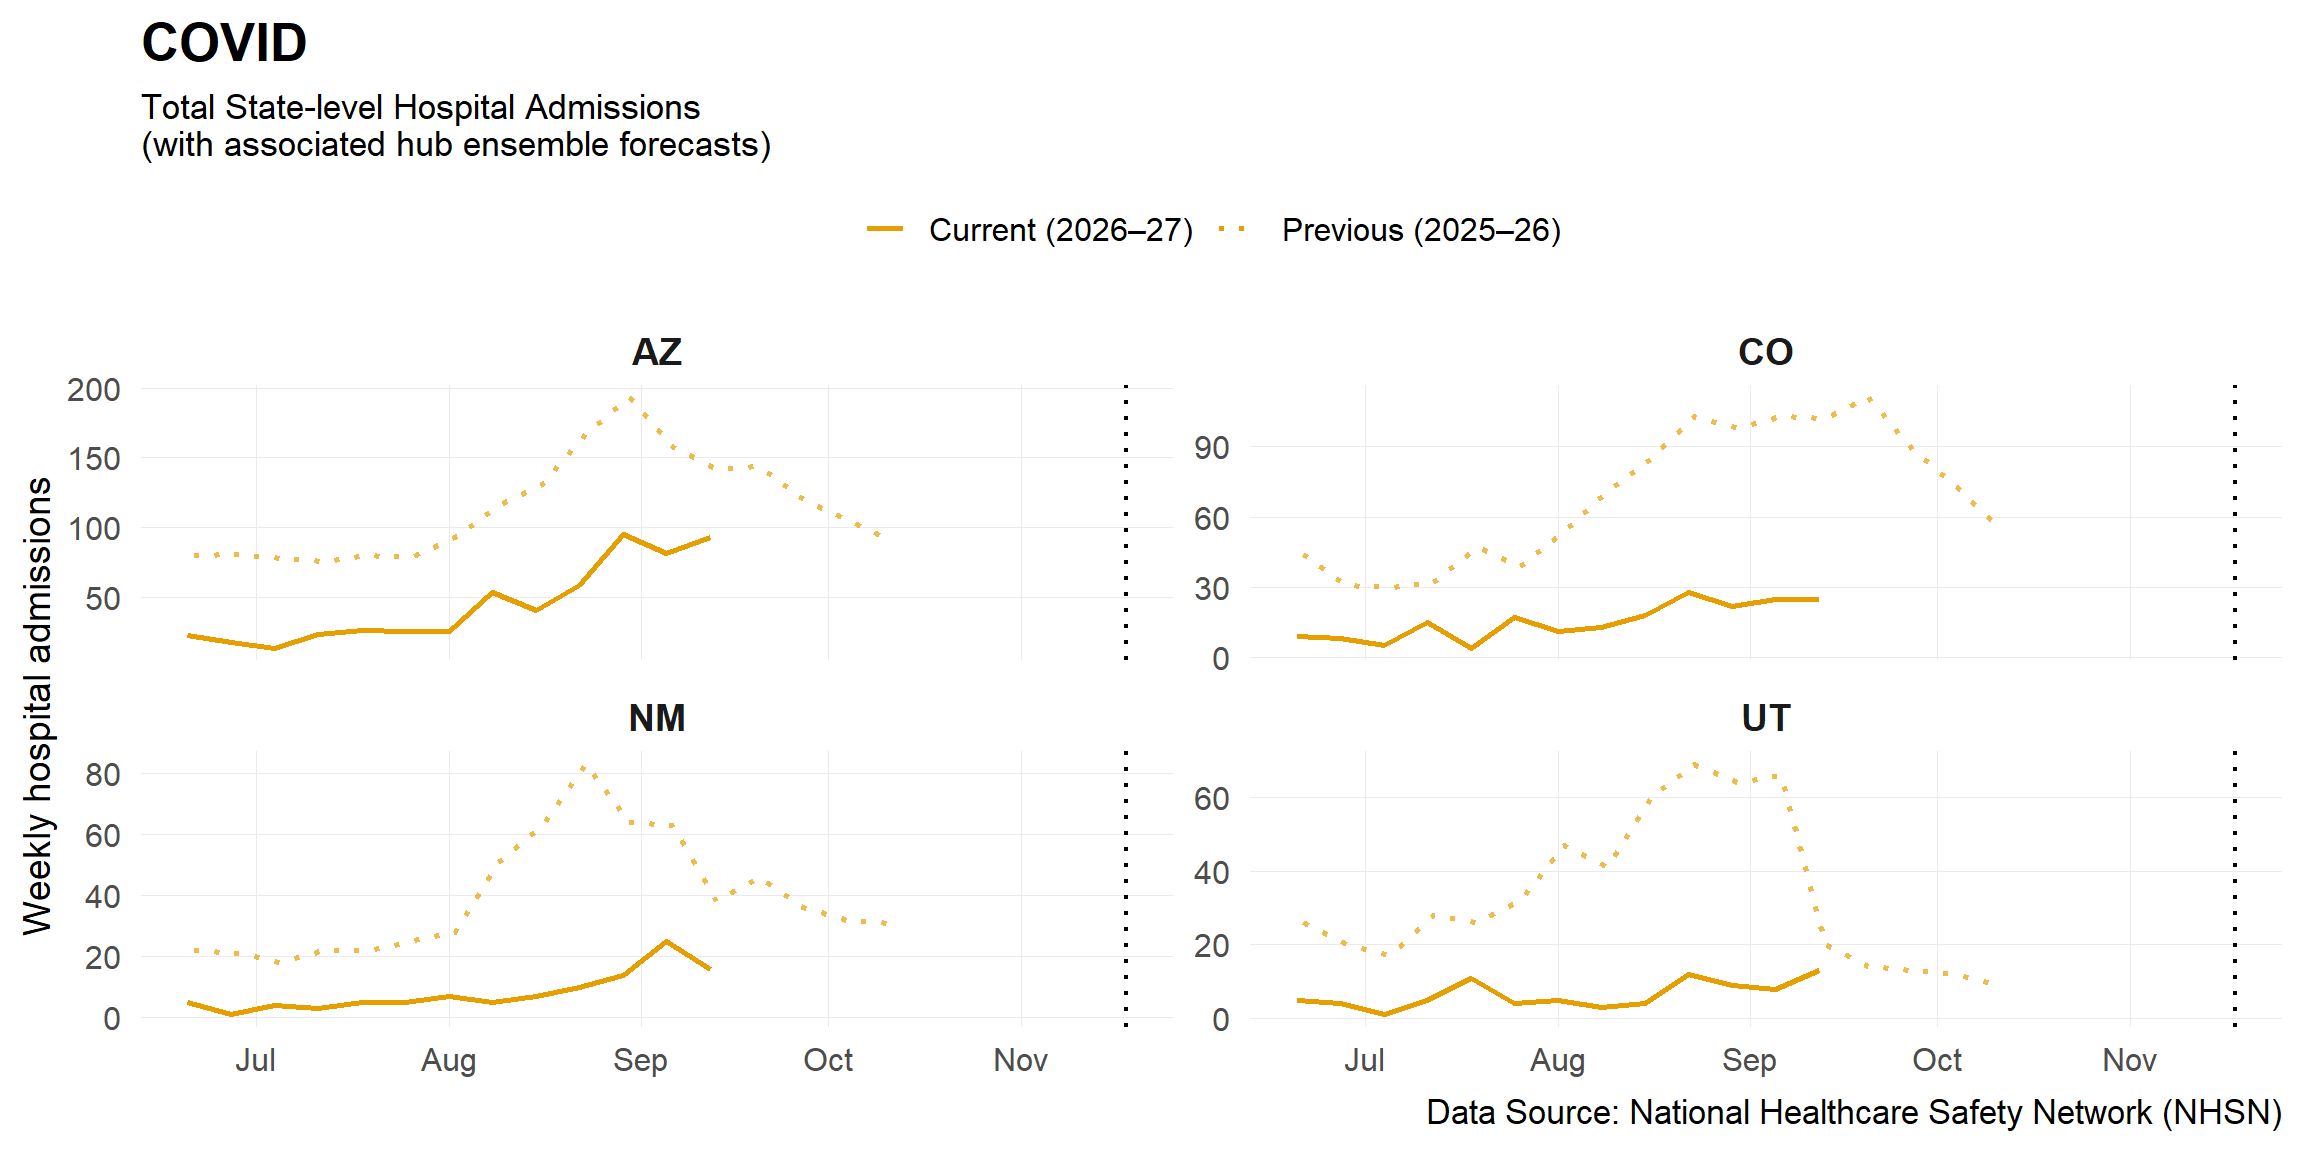 COVID
Total State-level Hospital Admissions
(with associated hub ensemble forecasts)
Current (2026–27) Previous (2025–26)
Weekly hospital admissions
AZ
200
150
100
50
CO
90
60
30
0
NM
80
60
40
20
0
Jul Aug Sep Oct Nov
UT
60
40
20
0
Jul Aug Sep Oct Nov
Data Source: National Healthcare Safety Network (NHSN)